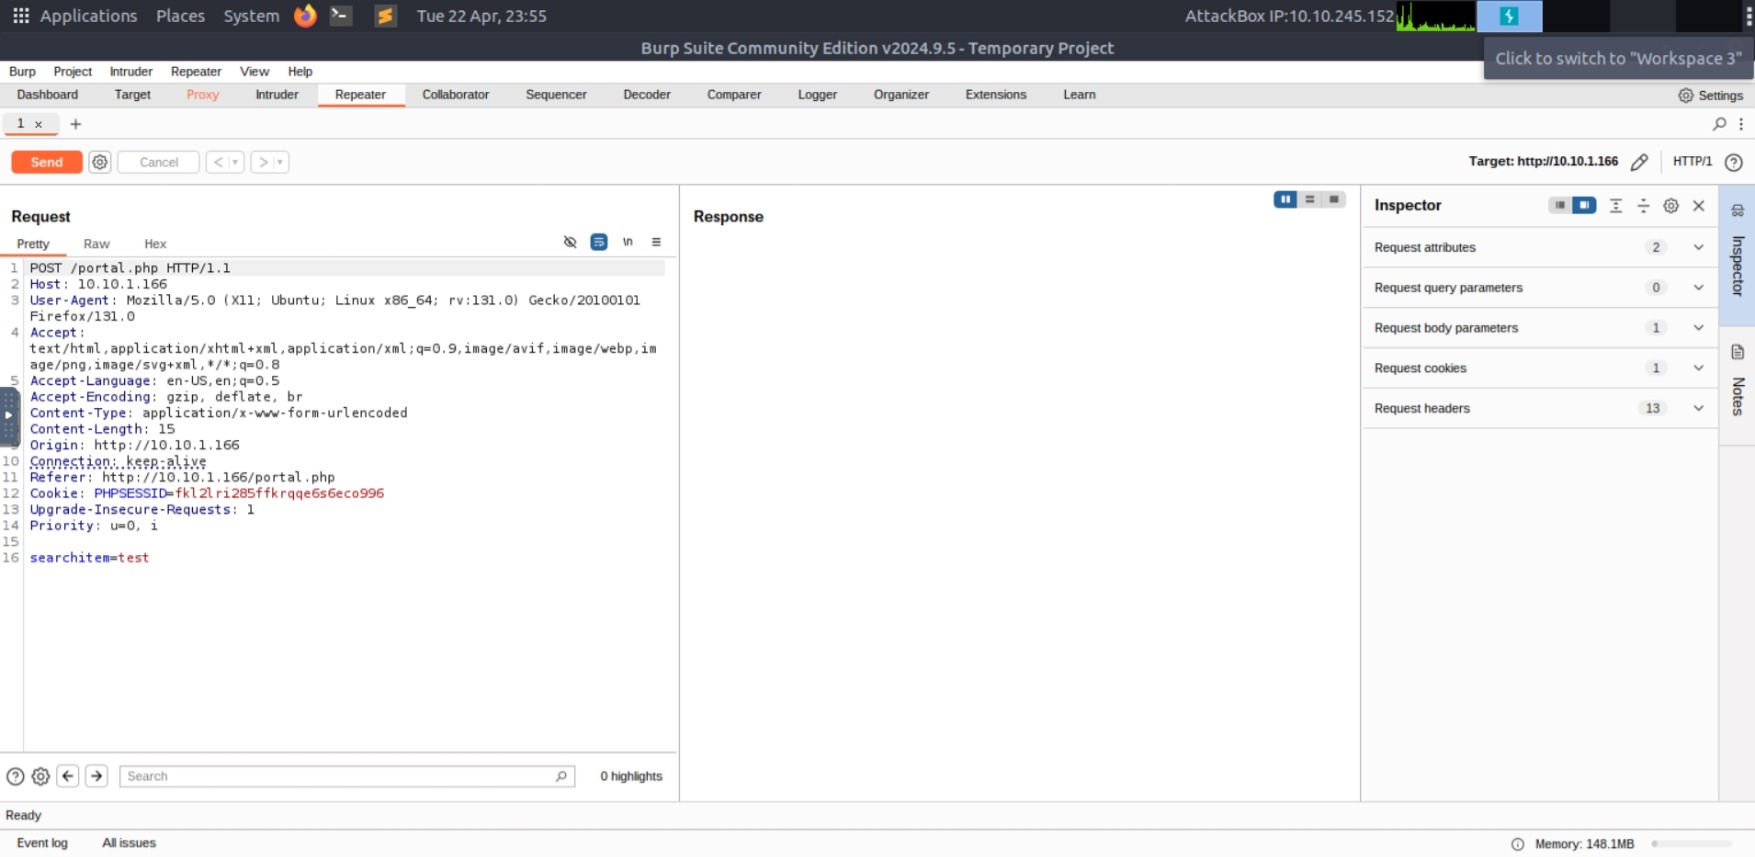 Applications Places System Tue 22 Apr, 23:55 AttackBox IP:10.10.245.152
Burp Suite Community Edition v2024.9.5 - Temporary Project
Click to switch to "Workspace 3"
Burp Project Intruder Repeater View Help
Dashboard Target Proxy Intruder Repeater Collaborator Sequencer Decoder Comparer Logger Organizer Extensions Learn Settings
1 × +
Send Cancel < > Target: http://10.10.1.166 HTTP/1 ?
Request
Pretty Raw Hex \n
1 POST /portal.php HTTP/1.1
2 Host: 10.10.1.166
3 User-Agent: Mozilla/5.0 (X11; Ubuntu; Linux x86_64; rv:131.0) Gecko/20100101
Firefox/131.0
4 Accept:
text/html,application/xhtml+xml,application/xml;q=0.9,image/avif,image/webp,im
age/png,image/svg+xml,*/*;q=0.8
5 Accept-Language: en-US,en;q=0.5
Accept-Encoding: gzip, deflate, br
Content-Type: application/x-www-form-urlencoded
Content-Length: 15
9 Origin: http://10.10.1.166
10 Connection: keep-alive
11 Referer: http://10.10.1.166/portal.php
12 Cookie: PHPSESSID=fkl2lri285ffkrqqe6s6eco996
13 Upgrade-Insecure-Requests: 1
14 Priority: u=0, i
15
16 searchitem=test
Search 0 highlights
Response
Inspector
Request attributes 2
Request query parameters 0
Request body parameters 1
Request cookies 1
Request headers 13
Inspector
Notes
Ready
Event log All issues Memory: 148.1MB